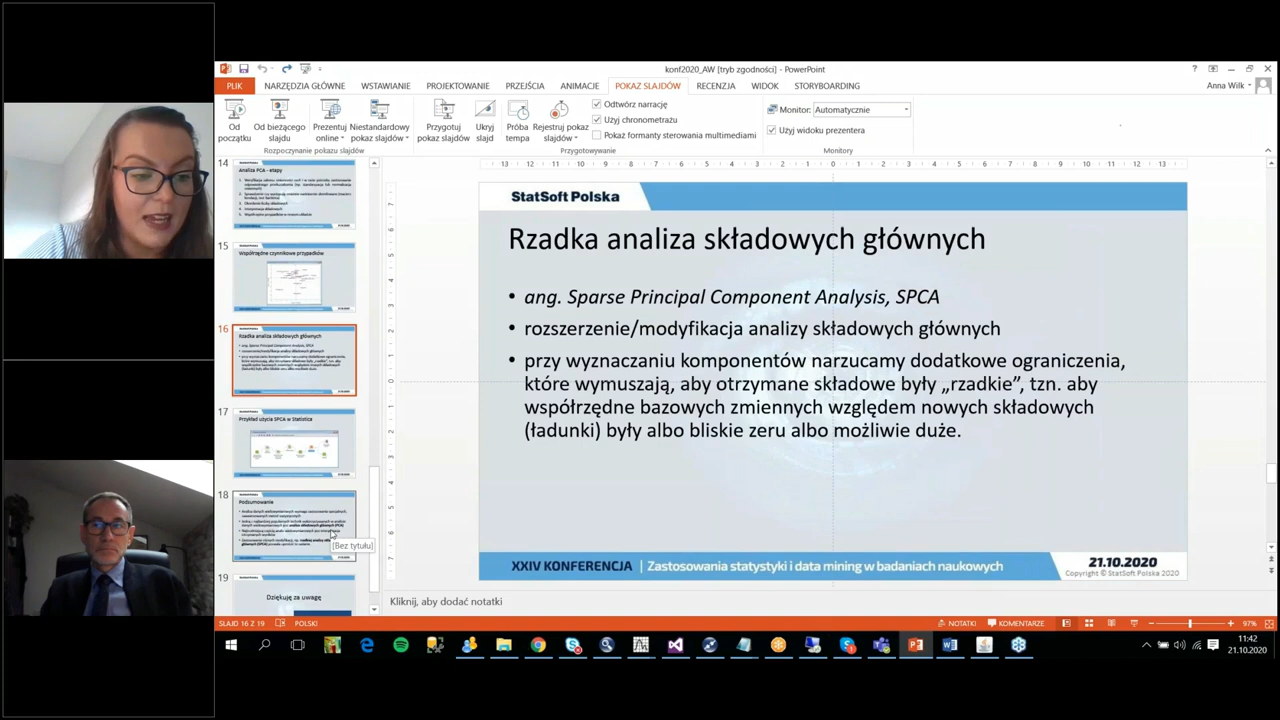 konf2020_AW [tryb zgodności] - PowerPoint
PLIK NARZĘDZIA GŁÓWNE WSTAWIANIE PROJEKTOWANIE PRZEJŚCIA ANIMACJE POKAZ SLAJDÓW RECENZJA WIDOK STORYBOARDING
Anna Wilk
Od początku
Od bieżącego slajdu
Prezentuj online
Niestandardowy pokaz slajdów
Rozpoczynanie pokazu slajdów
Przygotuj pokaz slajdów
Ukryj slajd
Próba tempa
Rejestruj pokaz slajdów
Odtwórz narrację
Użyj chronometrażu
Pokaż formanty sterowania multimediami
Przygotowywanie
Monitor: Automatycznie
Użyj widoku prezentera
Monitory
14
Analiza PCA - etapy
15
Współrzędne czynnikowe przypadków
16
Rzadka analiza składowych głównych
17
Przykład użycia SPCA w Statistica
18
Podsumowanie
[Bez tytułu]
19
Dziękuję za uwagę
StatSoft Polska
Rzadka analiza składowych głównych
• ang. Sparse Principal Component Analysis, SPCA
• rozszerzenie/modyfikacja analizy składowych głównych
• przy wyznaczaniu komponentów narzucamy dodatkowe ograniczenia,
które wymuszają, aby otrzymane składowe były „rzadkie”, tzn. aby
współrzędne bazowych zmiennych względem nowych składowych
(ładunki) były albo bliskie zeru albo możliwie duże.
XXIV KONFERENCJA | Zastosowania statystyki i data mining w badaniach naukowych
21.10.2020
Copyright © StatSoft Polska 2020
Kliknij, aby dodać notatki
SLAJD 16 Z 19 POLSKI NOTATKI KOMENTARZE 97%
11:42
21.10.2020